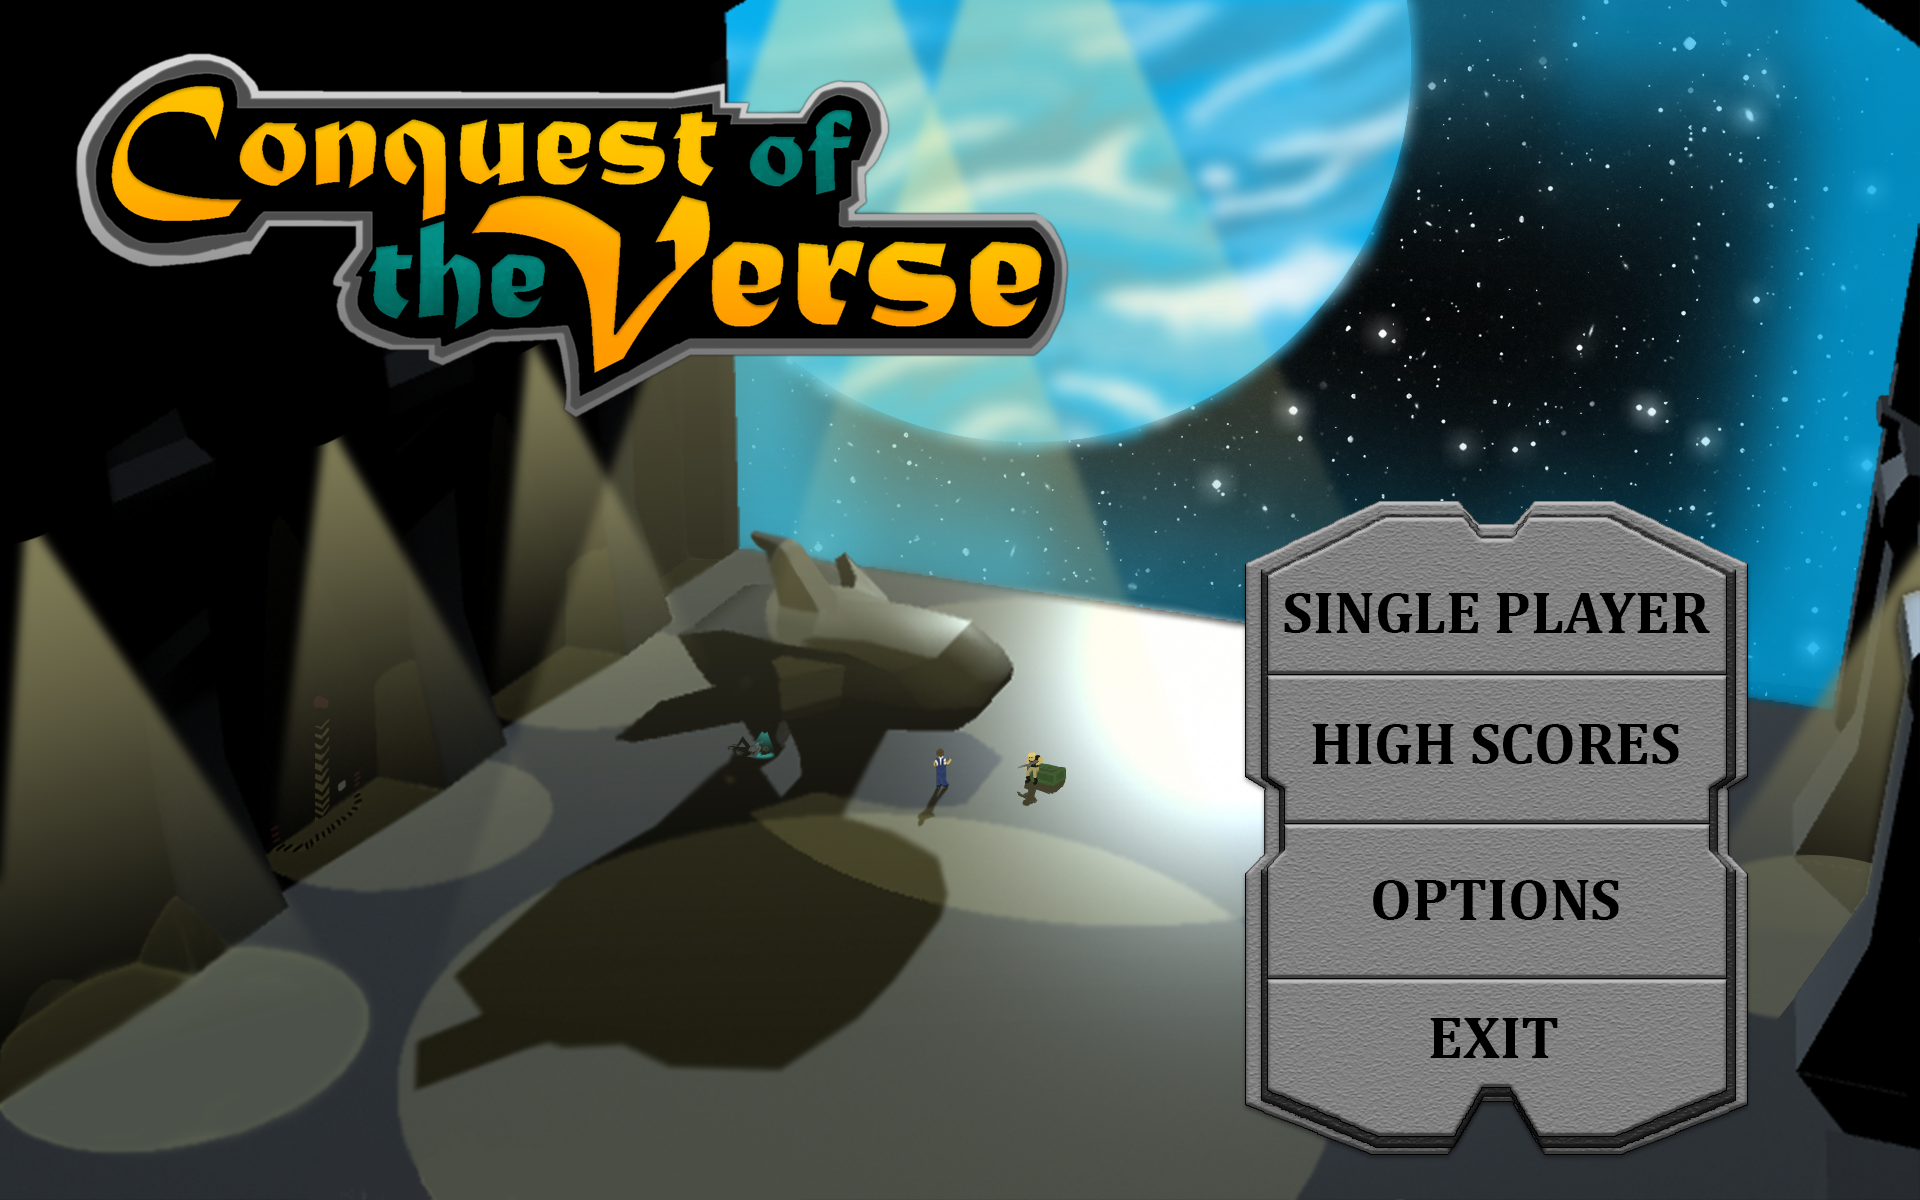 Conquest of
the Verse
SINGLE PLAYER
HIGH SCORES
OPTIONS
EXIT